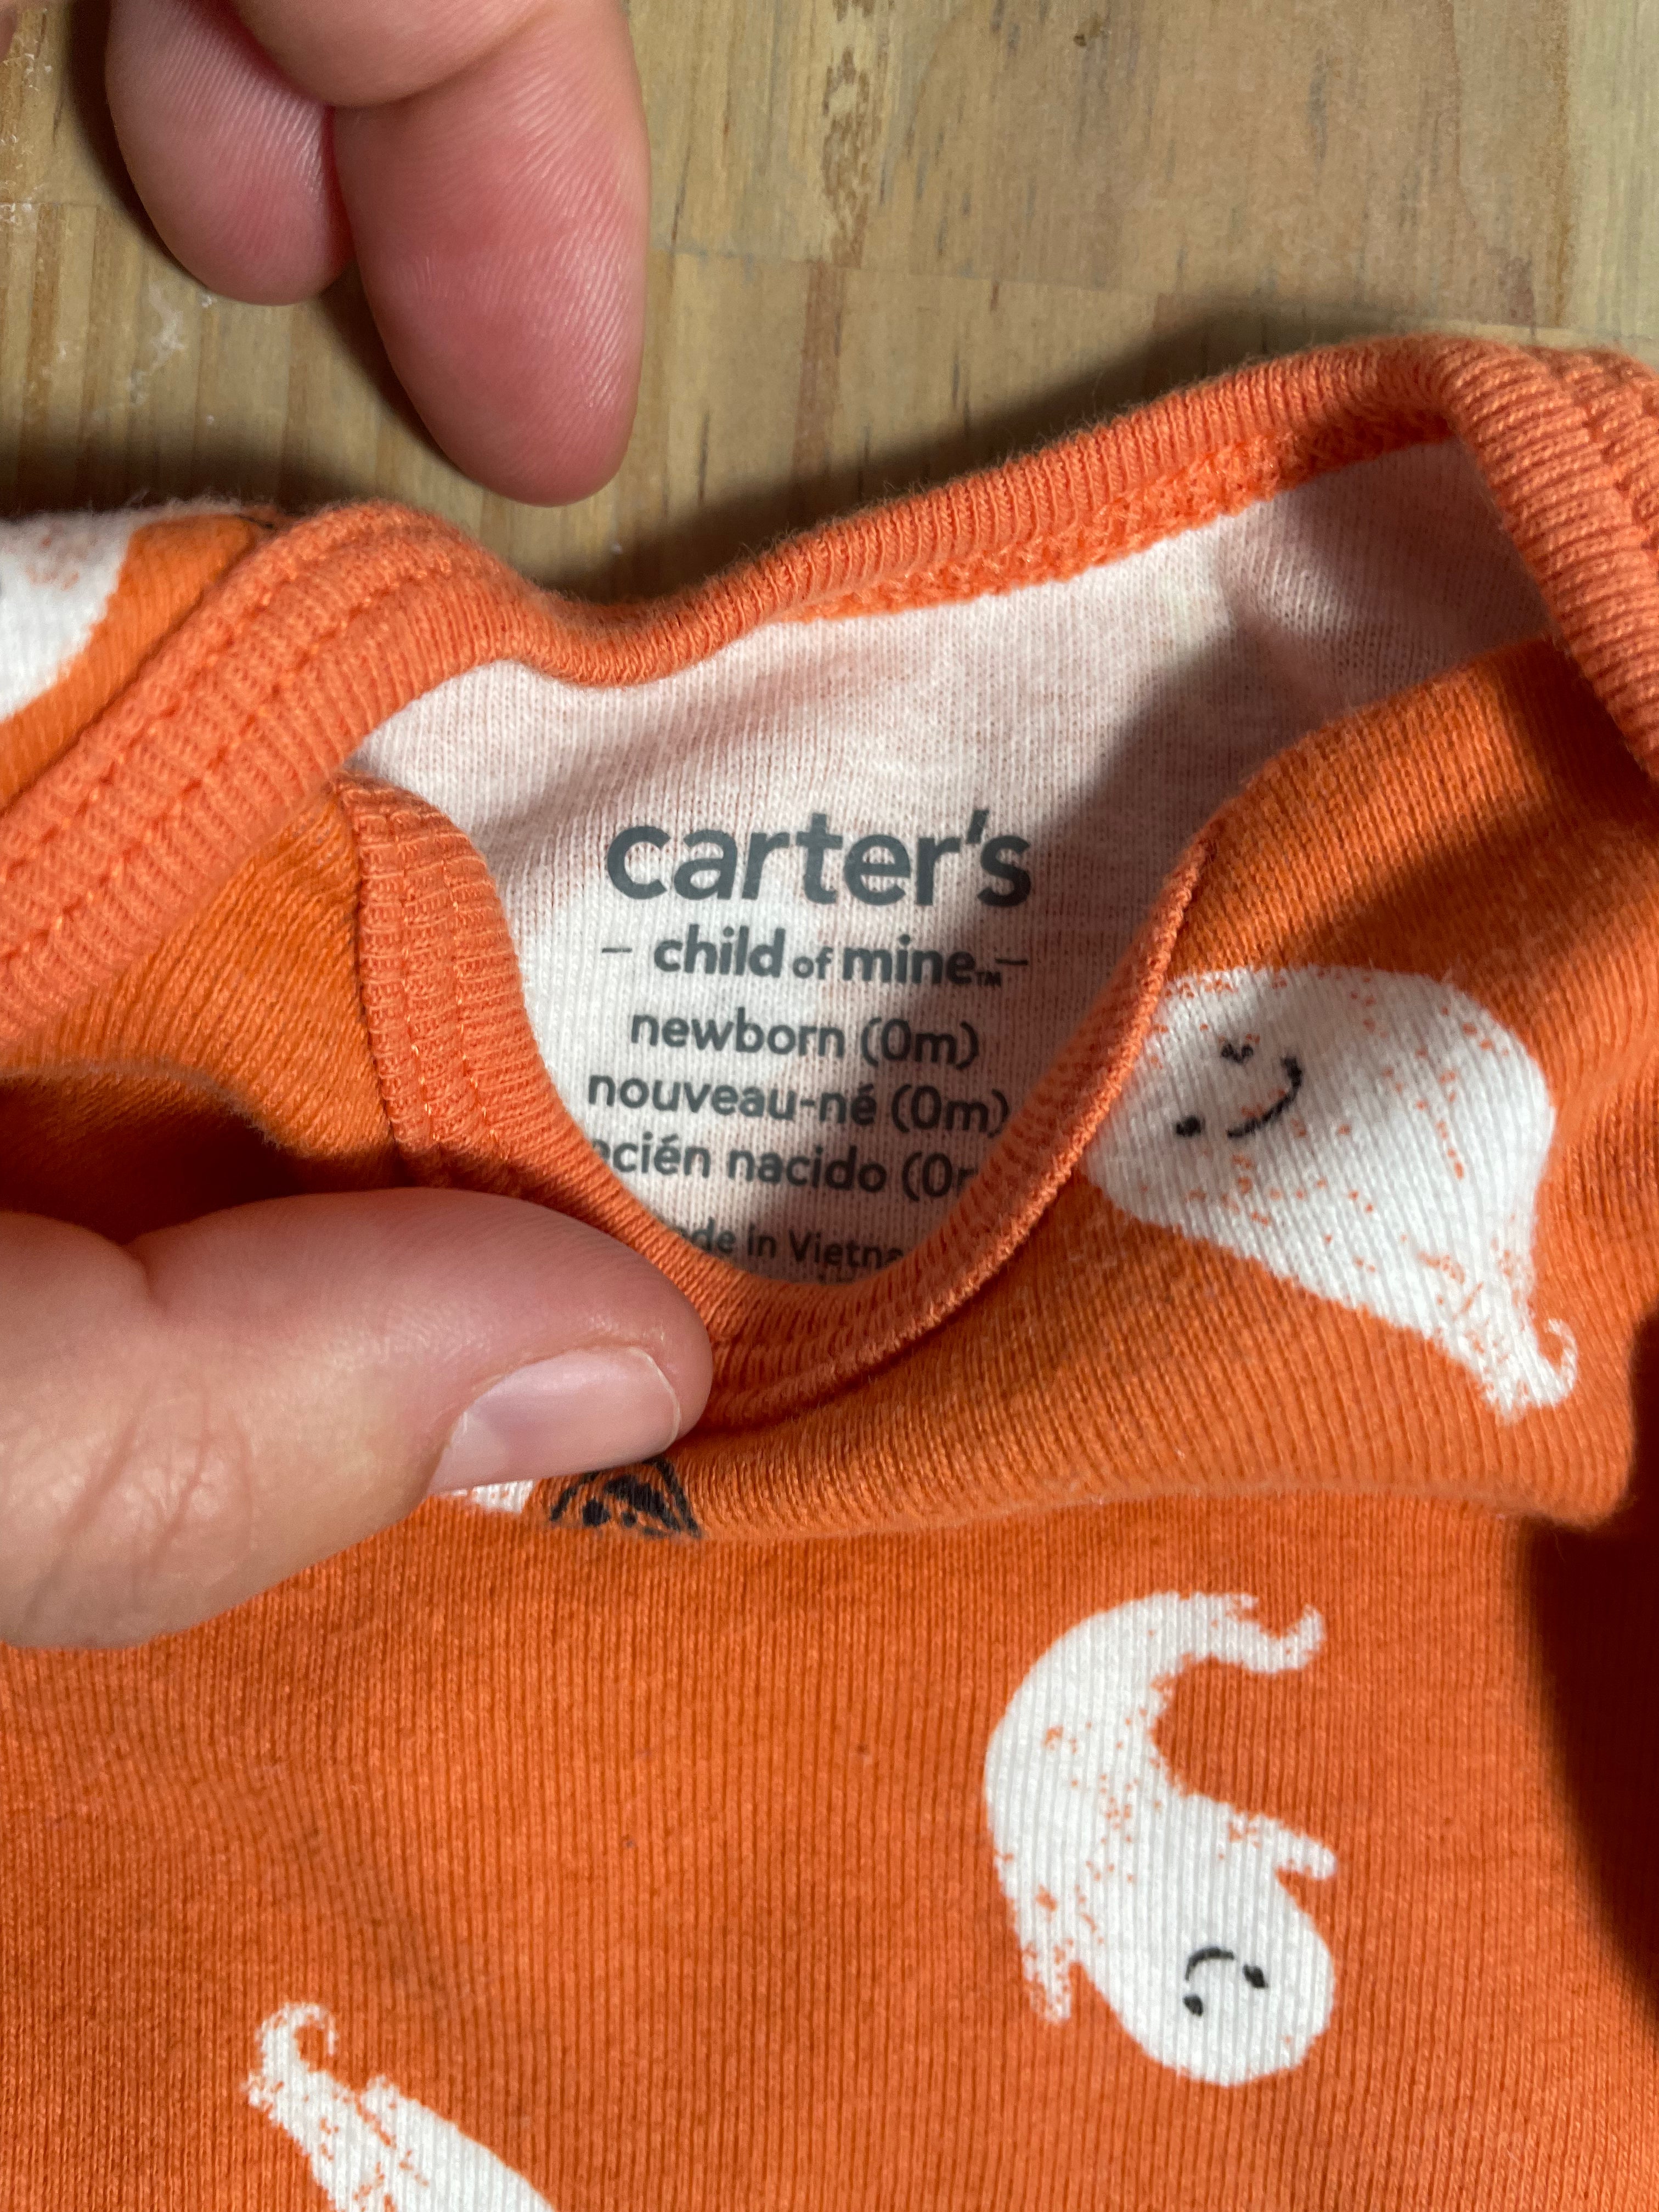 carter's
- child of mine™ -
newborn (0m)
nouveau-né (0m)
nacido
in